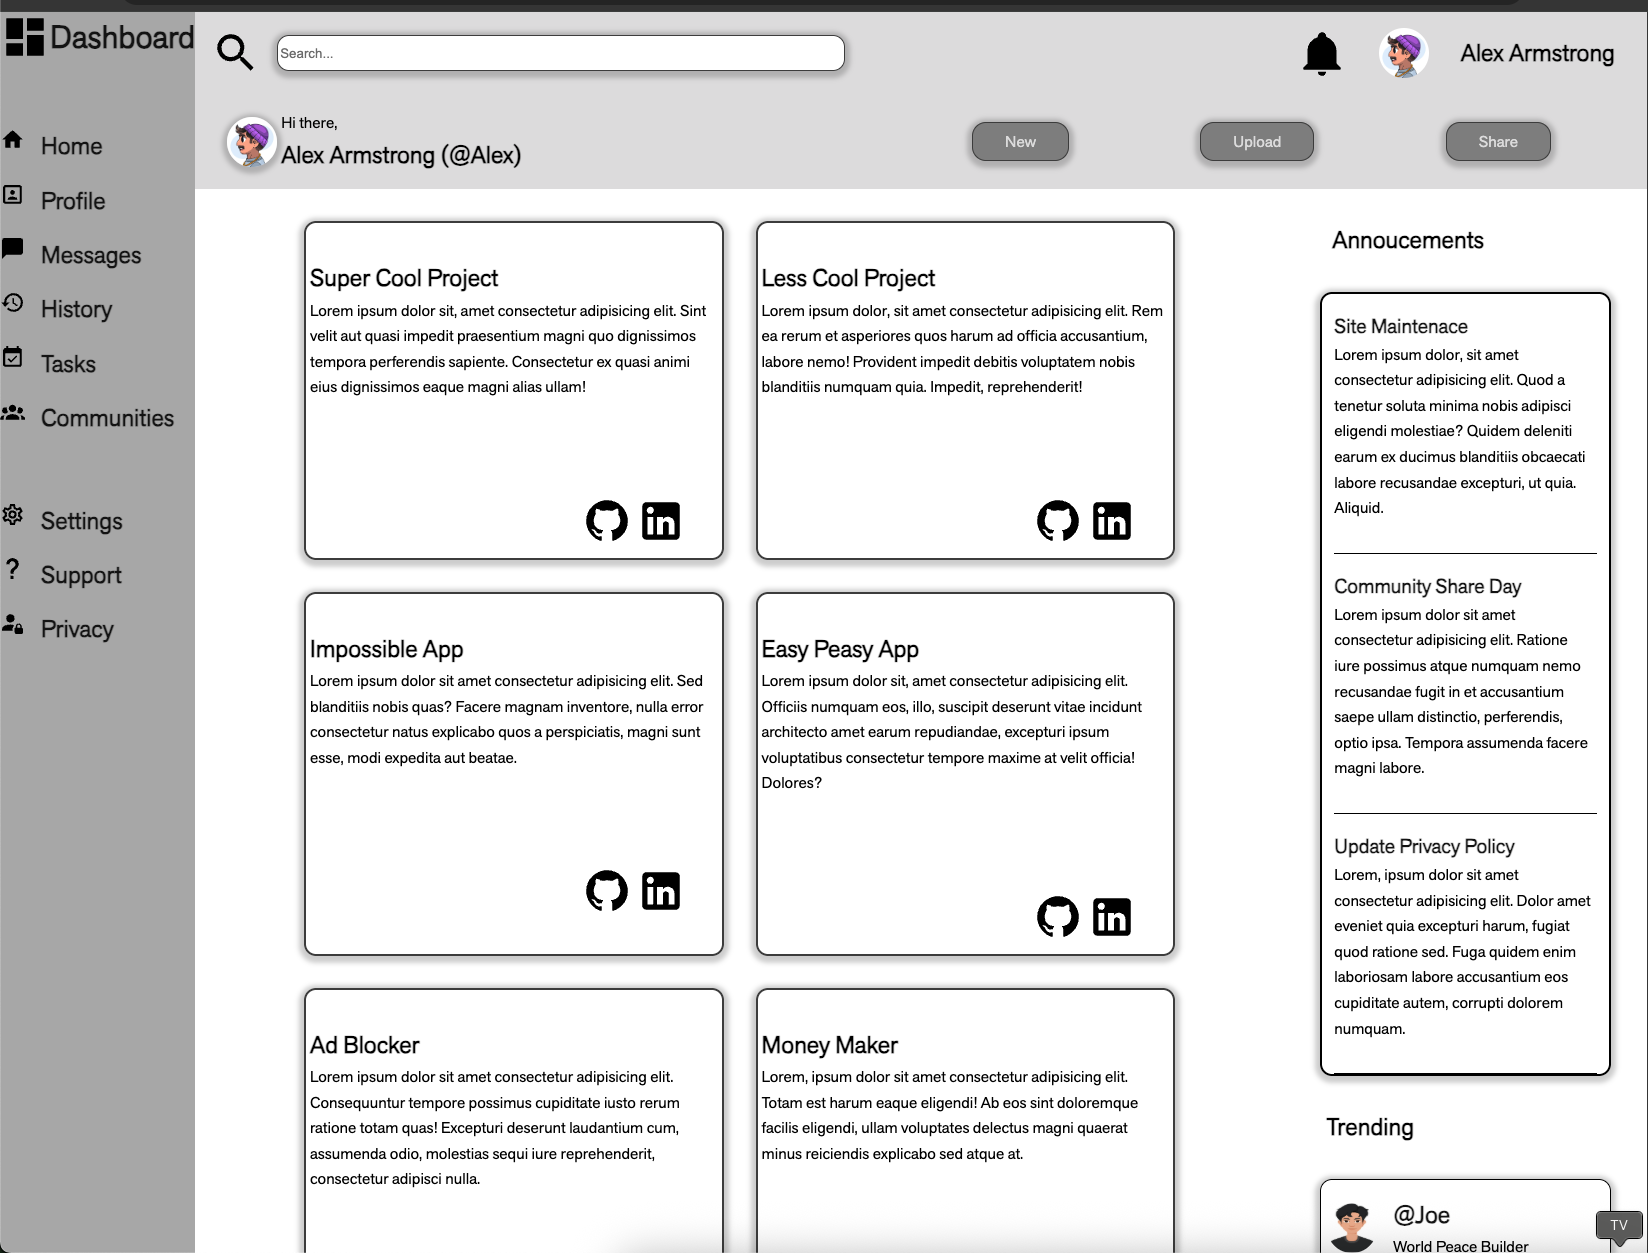 Dashboard
Home
Profile
Messages
History
Tasks
Communities
Settings
Support
Privacy
Search...
Alex Armstrong
Hi there,
Alex Armstrong (@Alex)
New
Upload
Share
Super Cool Project
Lorem ipsum dolor sit, amet consectetur adipisicing elit. Sint
velit aut quasi impedit praesentium magni quo dignissimos
tempora perferendis sapiente. Consectetur ex quasi animi
eius dignissimos eaque magni alias ullam!
in
Less Cool Project
Lorem ipsum dolor, sit amet consectetur adipisicing elit. Rem
ea rerum et asperiores quos harum ad officia accusantium,
labore nemo! Provident impedit debitis voluptatem nobis
blanditiis numquam quia. Impedit, reprehenderit!
in
Impossible App
Lorem ipsum dolor sit amet consectetur adipisicing elit. Sed
blanditiis nobis quas? Facere magnam inventore, nulla error
consectetur natus explicabo quos a perspiciatis, magni sunt
esse, modi expedita aut beatae.
in
Easy Peasy App
Lorem ipsum dolor sit, amet consectetur adipisicing elit.
Officiis numquam eos, illo, suscipit deserunt vitae incidunt
architecto amet earum repudiandae, excepturi ipsum
voluptatibus consectetur tempore maxime at velit officia!
Dolores?
in
Ad Blocker
Lorem ipsum dolor sit amet consectetur adipisicing elit.
Consequuntur tempore possimus cupiditate iusto rerum
ratione totam quas! Excepturi deserunt laudantium cum,
assumenda odio, molestias sequi iure reprehenderit,
consectetur adipisci nulla.
Money Maker
Lorem, ipsum dolor sit amet consectetur adipisicing elit.
Totam est harum eaque eligendi! Ab eos sint doloremque
facilis eligendi, ullam voluptates delectus magni quaerat
minus reiciendis explicabo sed atque at.
Annoucements
Site Maintenace
Lorem ipsum dolor, sit amet
consectetur adipisicing elit. Quod a
tenetur soluta minima nobis adipisci
eligendi molestiae? Quidem deleniti
earum ex ducimus blanditiis obcaecati
labore recusandae excepturi, ut quia.
Aliquid.
Community Share Day
Lorem ipsum dolor sit amet
consectetur adipisicing elit. Ratione
iure possimus atque numquam nemo
recusandae fugit in et accusantium
saepe ullam distinctio, perferendis,
optio ipsa. Tempora assumenda facere
magni labore.
Update Privacy Policy
Lorem, ipsum dolor sit amet
consectetur adipisicing elit. Dolor amet
eveniet quia excepturi harum, fugiat
quod ratione sed. Fuga quidem enim
laboriosam labore accusantium eos
cupiditate autem, corrupti dolorem
numquam.
Trending
@Joe
World Peace Builder
TV